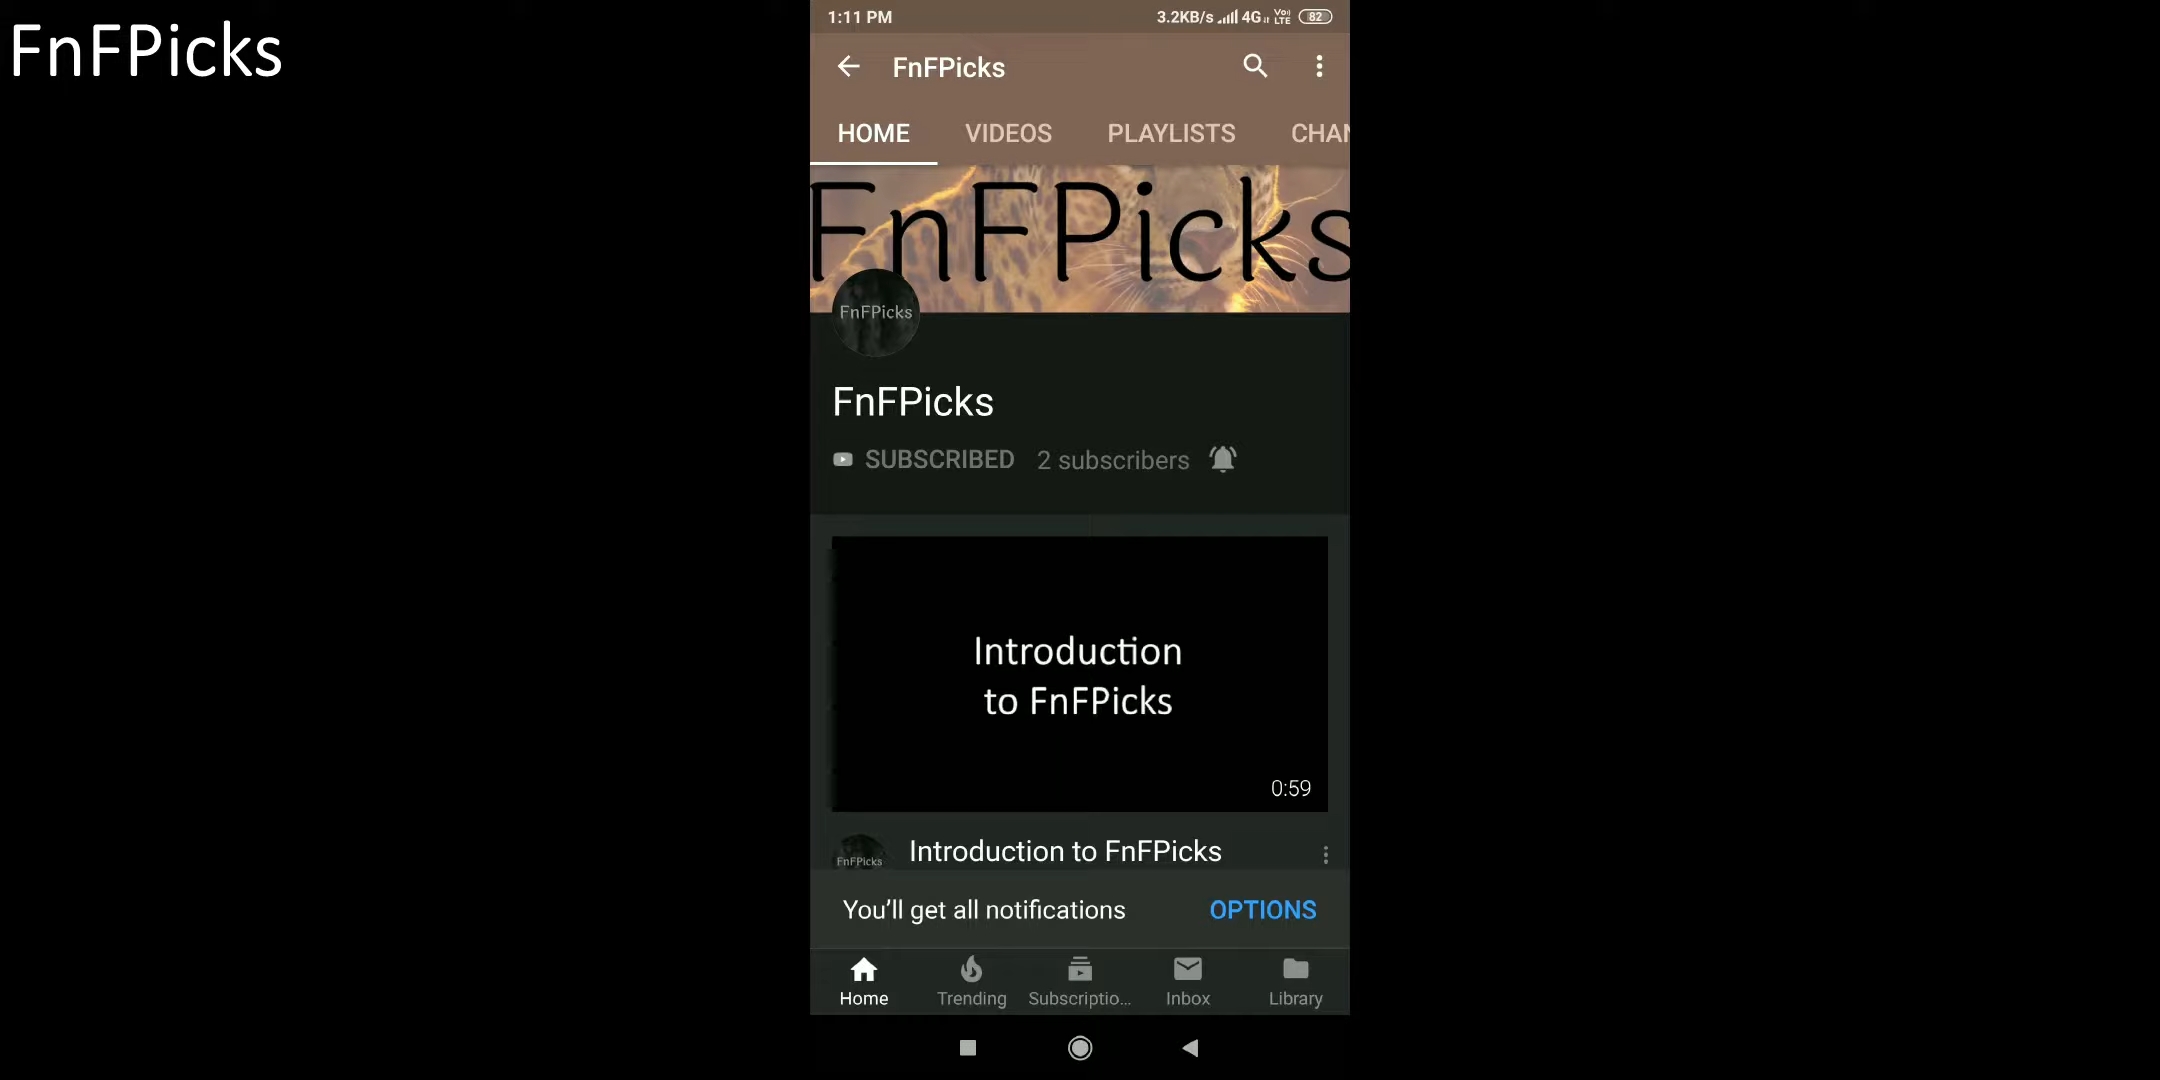 FnFPicks
1:11 PM
3.2KB/s 4G Vo) LTE 82
FnFPicks
HOME VIDEOS PLAYLISTS CHAN
FnFPicks
FnFPicks
FnFPicks
SUBSCRIBED 2 subscribers
Introduction
to FnFPicks
0:59
FnFPicks
Introduction to FnFPicks
You'll get all notifications OPTIONS
Home Trending Subscriptio... Inbox Library